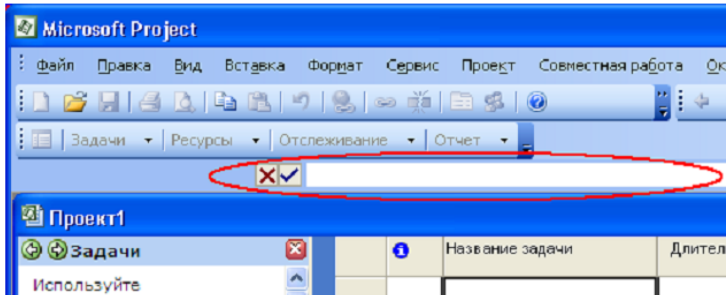 Microsoft Project
Файл Правка Вид Вставка Формат Сервис Проект Совместная работа
Задачи Ресурсы Отслеживание Отчет
Проект1
Задачи Название задачи
Используйте